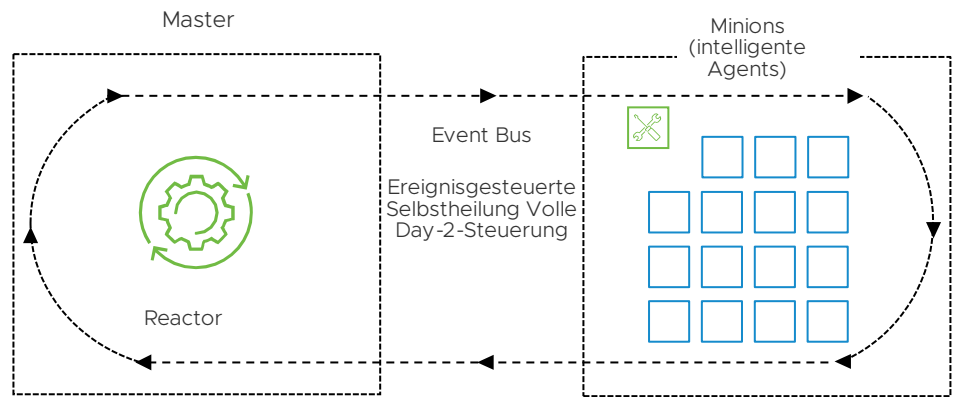 Master
Minions
(intelligente
Agents)
Event Bus
Ereignisgesteuerte
Selbstheilung Volle
Day-2-Steuerung
Reactor